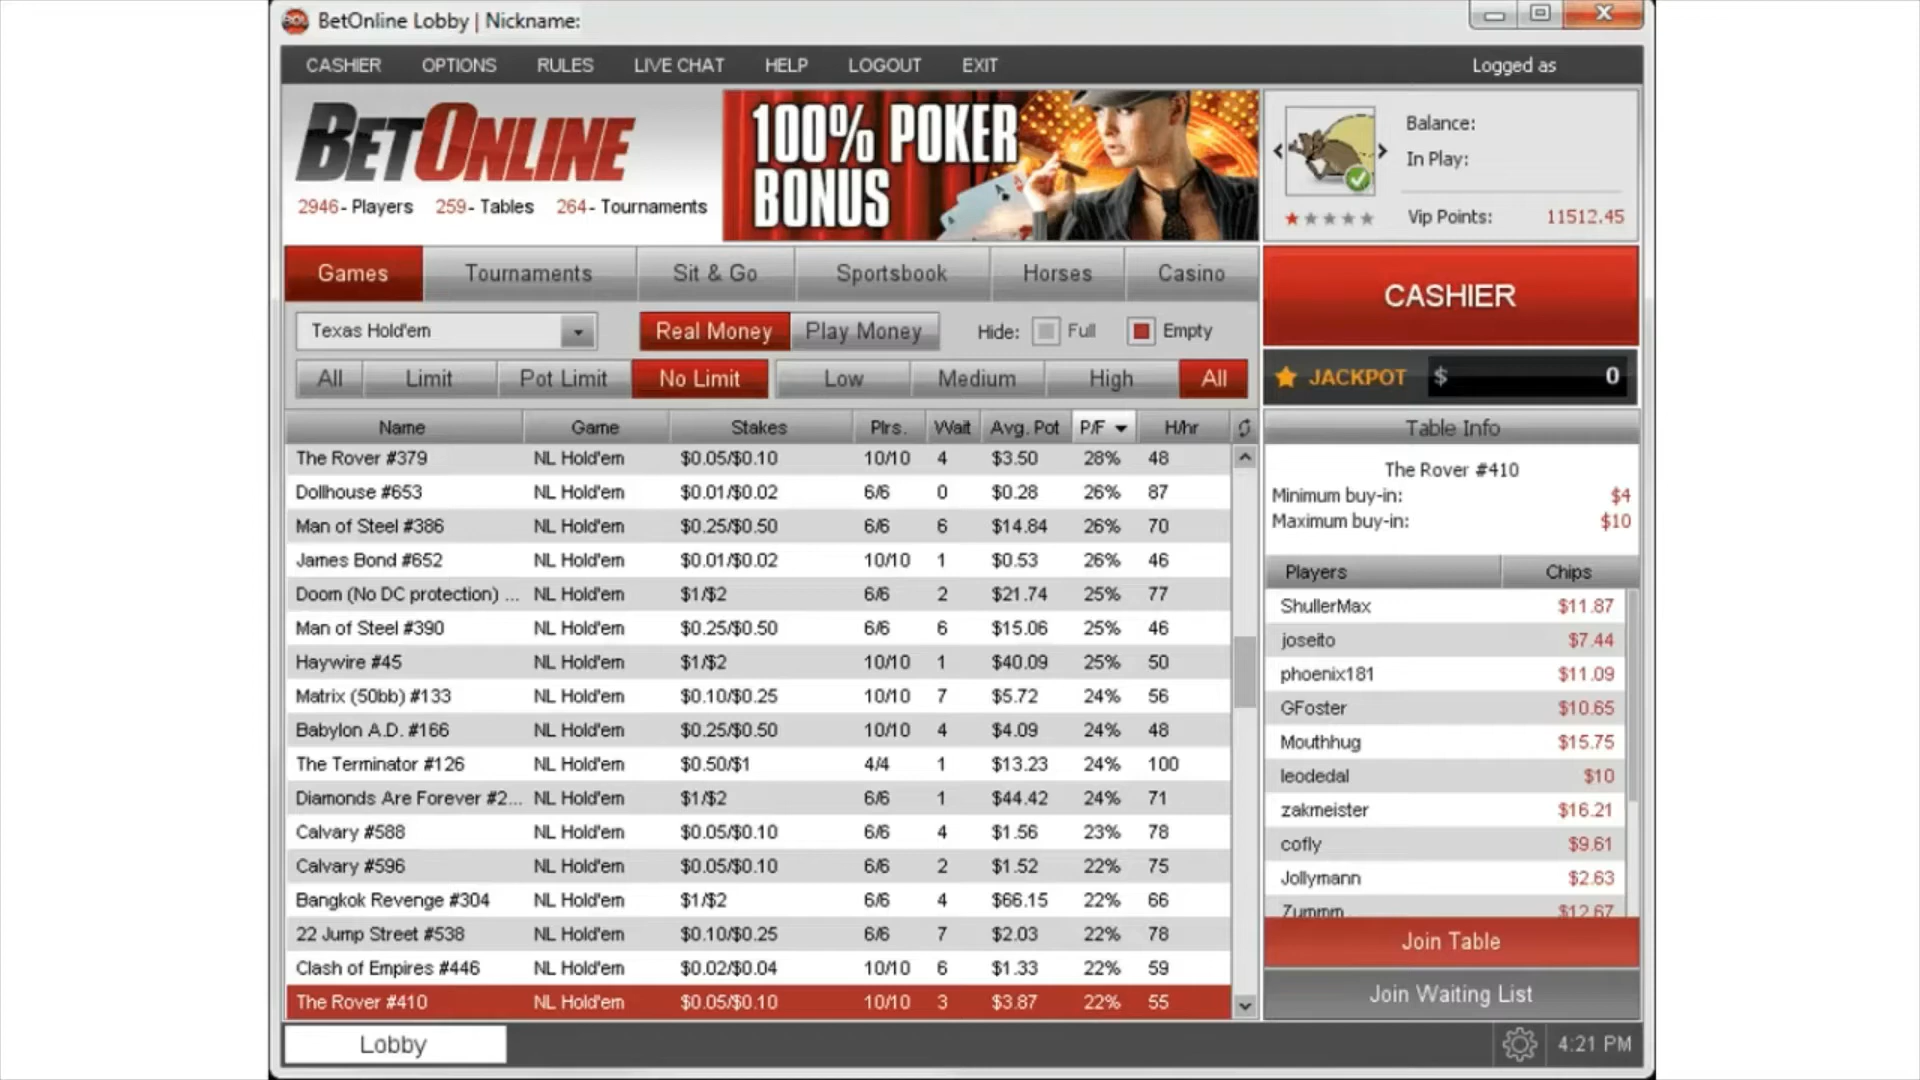 BetOnline Lobby | Nickname:
CASHIER OPTIONS RULES LIVE CHAT HELP LOGOUT EXIT Logged as
BETONLINE
2946 - Players 259 - Tables 264 - Tournaments
100% POKER
BONUS
Balance:
In Play:
Vip Points: 11512.45
Games Tournaments Sit & Go Sportsbook Horses Casino
CASHIER
Texas Hold'em Real Money Play Money Hide: Full Empty
All Limit Pot Limit No Limit Low Medium High All
JACKPOT $ 0
Name Game Stakes Plrs. Wait Avg. Pot P/F H/hr
The Rover #379 NL Hold'em $0.05/$0.10 10/10 4 $3.50 28% 48
Dollhouse #653 NL Hold'em $0.01/$0.02 6/6 0 $0.28 26% 87
Man of Steel #386 NL Hold'em $0.25/$0.50 6/6 6 $14.84 26% 70
James Bond #652 NL Hold'em $0.01/$0.02 10/10 1 $0.53 26% 46
Doom (No DC protection) ... NL Hold'em $1/$2 6/6 2 $21.74 25% 77
Man of Steel #390 NL Hold'em $0.25/$0.50 6/6 6 $15.06 25% 46
Haywire #45 NL Hold'em $1/$2 10/10 1 $40.09 25% 50
Matrix (50bb) #133 NL Hold'em $0.10/$0.25 10/10 7 $5.72 24% 56
Babylon A.D. #166 NL Hold'em $0.25/$0.50 10/10 4 $4.09 24% 48
The Terminator #126 NL Hold'em $0.50/$1 4/4 1 $13.23 24% 100
Diamonds Are Forever #2... NL Hold'em $1/$2 6/6 1 $44.42 24% 71
Calvary #588 NL Hold'em $0.05/$0.10 6/6 4 $1.56 23% 78
Calvary #596 NL Hold'em $0.05/$0.10 6/6 2 $1.52 22% 75
Bangkok Revenge #304 NL Hold'em $1/$2 6/6 4 $66.15 22% 66
22 Jump Street #538 NL Hold'em $0.10/$0.25 6/6 7 $2.03 22% 78
Clash of Empires #446 NL Hold'em $0.02/$0.04 10/10 6 $1.33 22% 59
The Rover #410 NL Hold'em $0.05/$0.10 10/10 3 $3.87 22% 55
Table Info
The Rover #410
Minimum buy-in: $4
Maximum buy-in: $10
Players Chips
ShullerMax $11.87
joseito $7.44
phoenix181 $11.09
GFoster $10.65
Mouthhug $15.75
leodedal $10
zakmeister $16.21
cofly $9.61
Jollymann $2.63
Zummm $12.67
Join Table
Join Waiting List
Lobby 4:21 PM